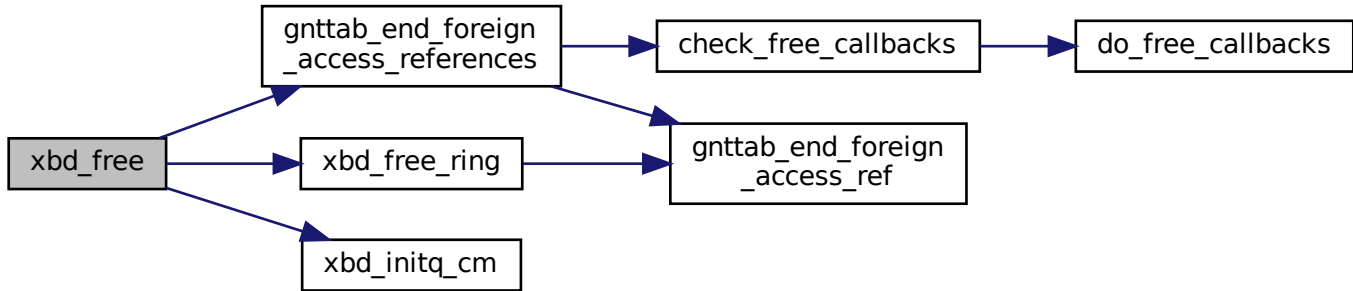 gnttab_end_foreign
_access_references
check_free_callbacks
do_free_callbacks
xbd_free
xbd_free_ring
gnttab_end_foreign
_access_ref
xbd_initq_cm